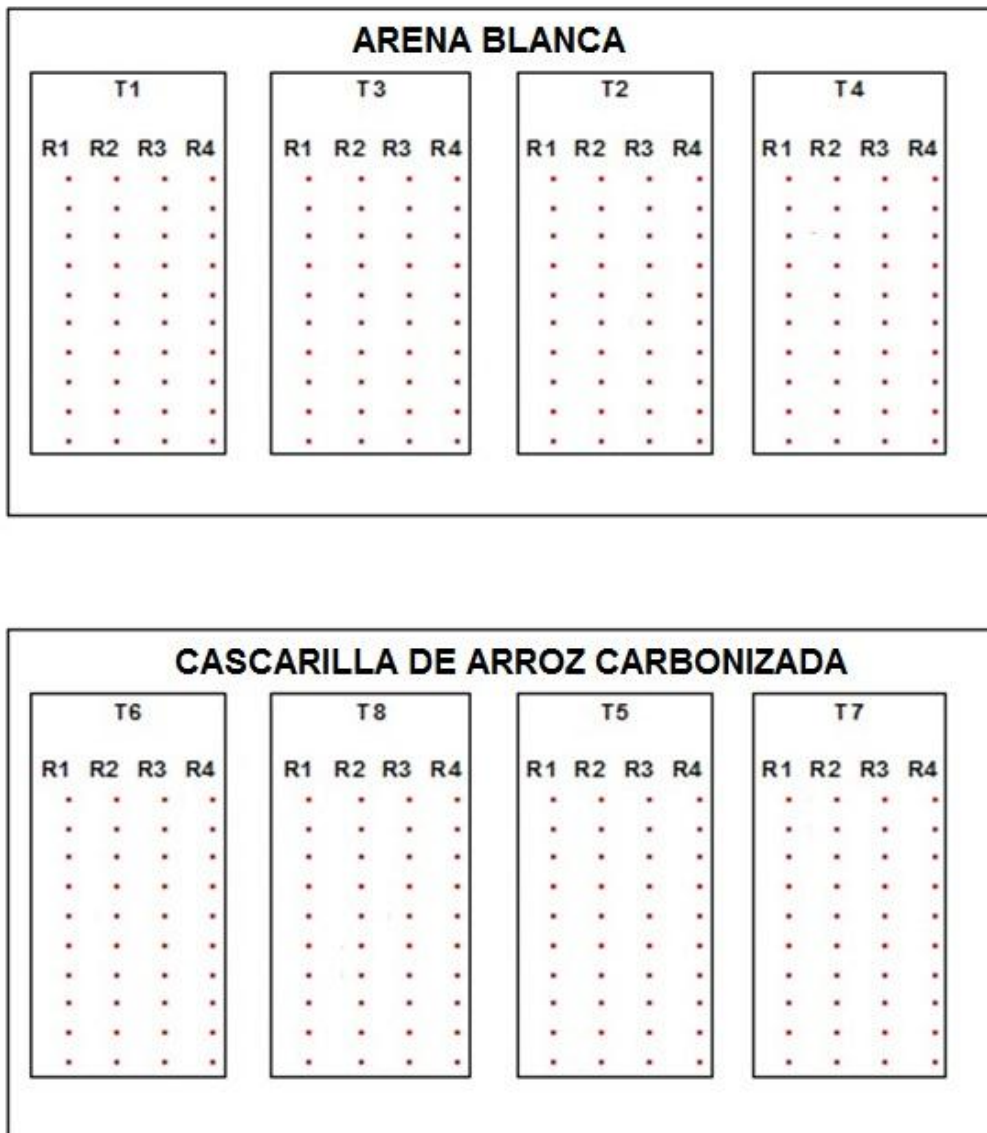 ARENA BLANCA
T1 T3 T2 T4
R1 R2 R3 R4 R1 R2 R3 R4 R1 R2 R3 R4 R1 R2 R3 R4
CASCARILLA DE ARROZ CARBONIZADA
T6 T8 T5 T7
R1 R2 R3 R4 R1 R2 R3 R4 R1 R2 R3 R4 R1 R2 R3 R4